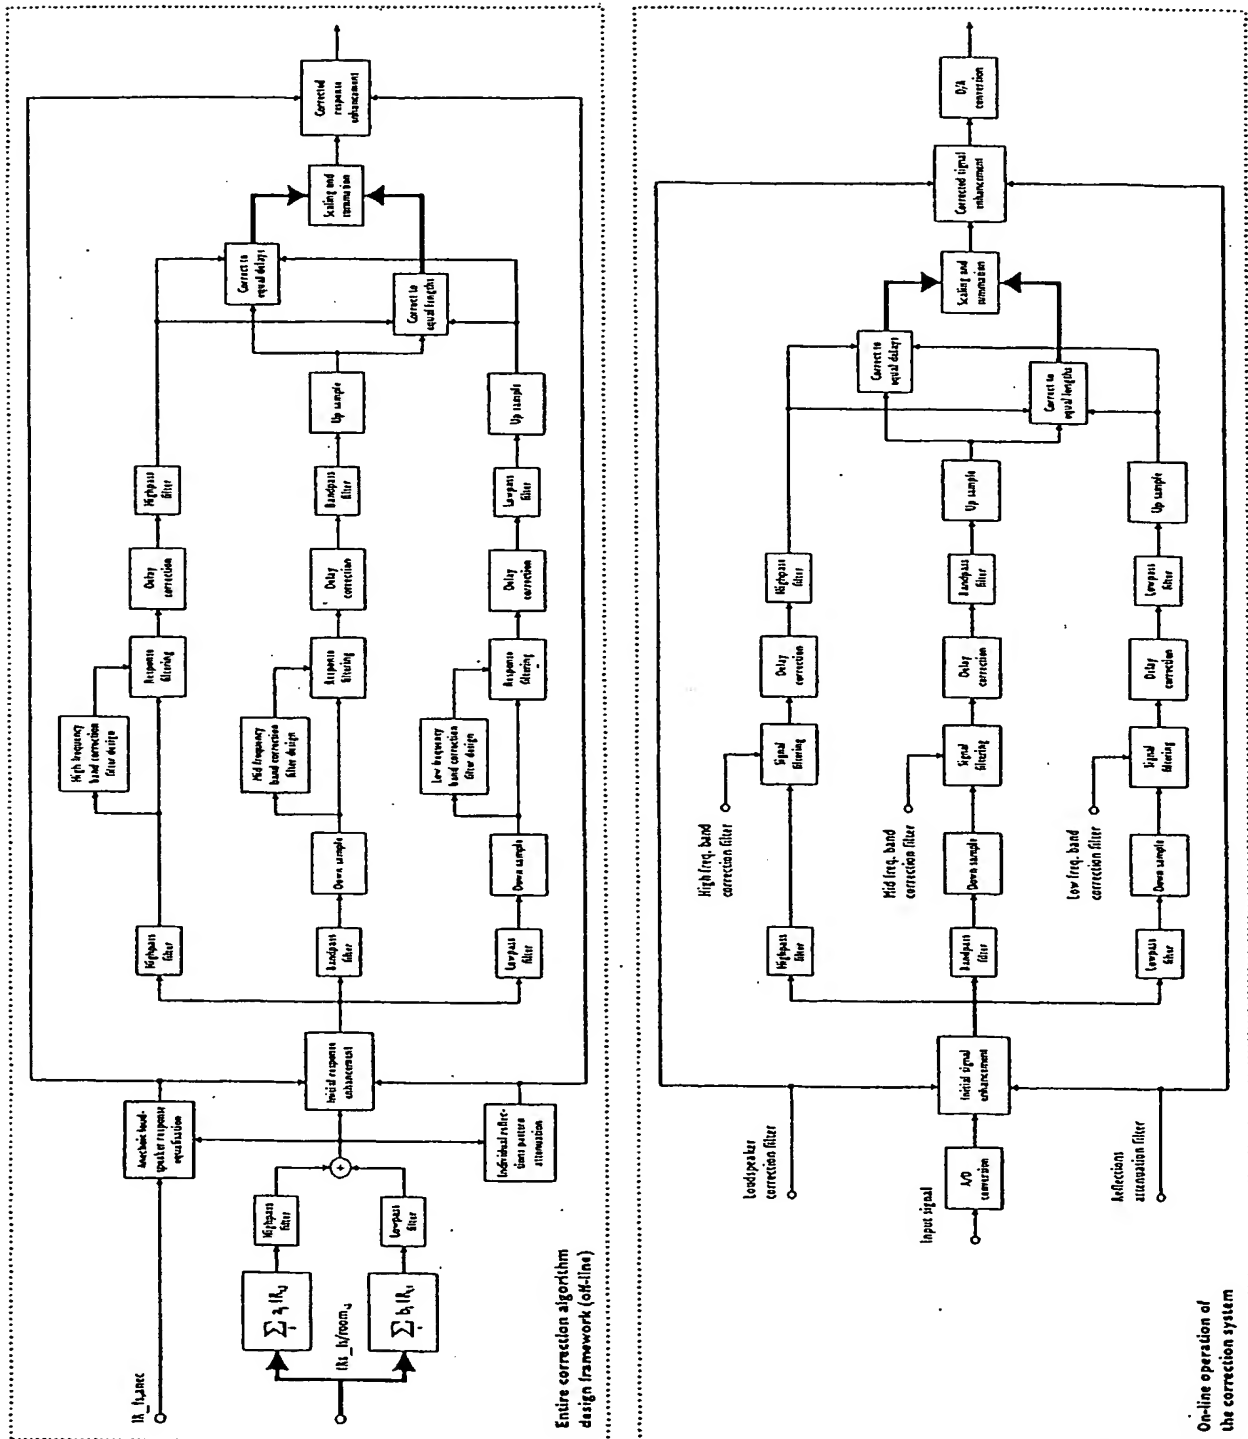 IR_ls,anec
Anechoic loud-
speaker response
equalisation
IRs_ls/room
Σ a IR
i
Σ b IR
i
Highpass
filter
Lowpass
filter
+
Individual reflec-
tions pattern
attenuation
Initial response
enhancement
Highpass
filter
Bandpass
filter
Lowpass
filter
Down sample
Down sample
High frequency
band correction
filter design
Mid frequency
band correction
filter design
Low frequency
band correction
filter design
Response
filtering
Response
filtering
Response
filtering
Delay
correction
Delay
correction
Delay
correction
Highpass
filter
Bandpass
filter
Lowpass
filter
Up sample
Up sample
Correct to
equal delays
Correct to
equal lengths
Scaling and
summation
Corrected
response
enhancement
Entire correction algorithm
design framework (off-line)
Loudspeaker
correction filter
Input signal
A/D
conversion
Reflections
attenuation filter
Initial signal
enhancement
Highpass
filter
Bandpass
filter
Lowpass
filter
Down sample
Down sample
High freq. band
correction filter
Mid freq. band
correction filter
Low freq. band
correction filter
Signal
filtering
Signal
filtering
Signal
filtering
Delay
correction
Delay
correction
Delay
correction
Highpass
filter
Bandpass
filter
Lowpass
filter
Up sample
Up sample
Correct to
equal delays
Correct to
equal lengths
Scaling and
summation
Corrected signal
enhancement
D/A
conversion
On-line operation of
the correction system